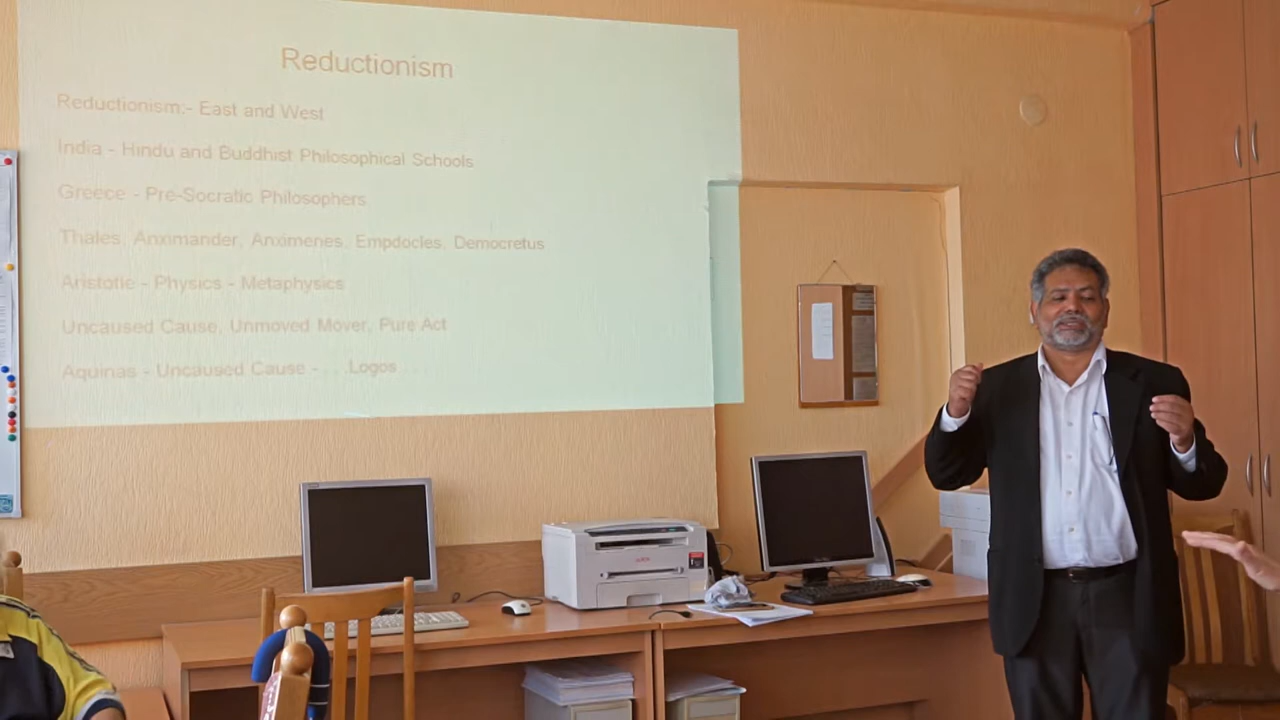 Reductionism
Reductionism:- East and West
India - Hindu and Buddhist Philosophical Schools
Greece - Pre-Socratic Philosophers
Thales, Anximander, Anximenes, Empdocles, Democretus
Aristotle - Physics - Metaphysics
Uncaused Cause, Unmoved Mover, Pure Act
Aquinas - Uncaused Cause - . . .Logos . . .